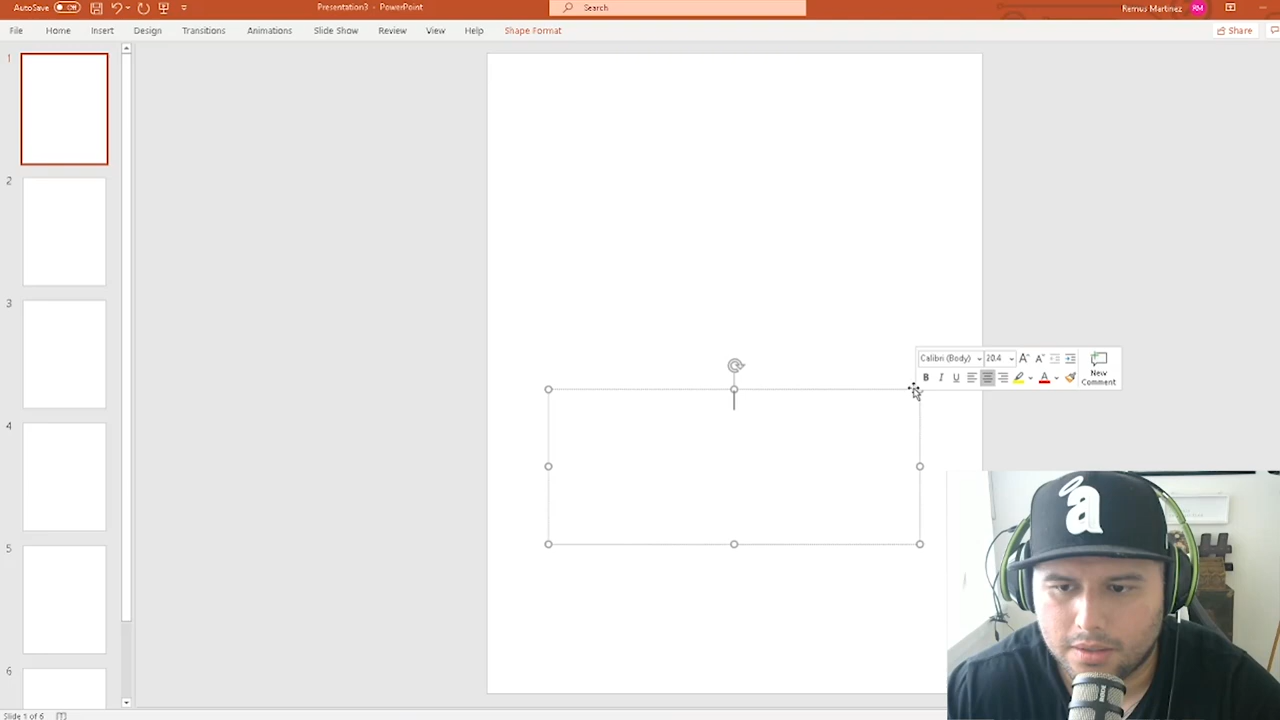 AutoSave Off Presentation3 - PowerPoint Search Remus Martinez RM
File Home Insert Design Transitions Animations Slide Show Review View Help Shape Format Share
1
2
3
4
5
6
Calibri (Body) 20.4 A A
B I U A New
Comment
a
Slide 1 of 6